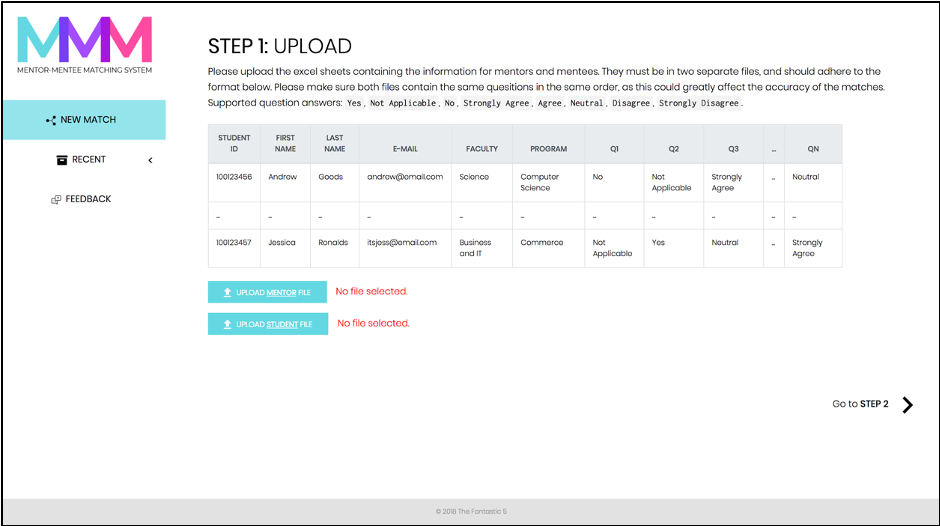 MMM
MENTOR-MENTEE MATCHING SYSTEM
NEW MATCH
RECENT
FEEDBACK
STEP 1: UPLOAD
Please upload the excel sheets containing the information for mentors and mentees. They must be in two separate files, and should adhere to the
format below. Please make sure both files contain the same questions in the same order, as this could greatly affect the accuracy of the matches.
Supported question answers: Yes, Not Applicable, No, Strongly Agree, Agree, Neutral, Disagree, Strongly Disagree.
STUDENT ID FIRST NAME LAST NAME E-MAIL FACULTY PROGRAM Q1 Q2 Q3 ... QN
100123456 Andrew Goods andrew@email.com Science Computer Science No Not Applicable Strongly Agree ... Neutral
... ... ... ... ... ... ... ... ... ... ...
100123457 Jessica Ronalds itsjess@email.com Business and IT Commerce Not Applicable Yes Neutral ... Strongly Agree
UPLOAD MENTOR FILE No file selected.
UPLOAD STUDENT FILE No file selected.
Go to STEP 2
© 2018 The Fantastic 5